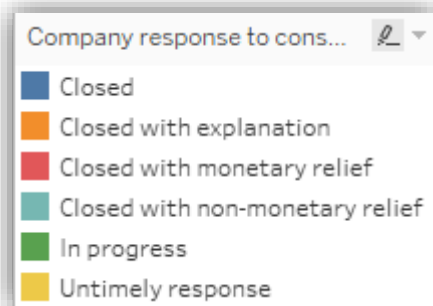 Company response to cons...
Closed
Closed with explanation
Closed with monetary relief
Closed with non-monetary relief
In progress
Untimely response